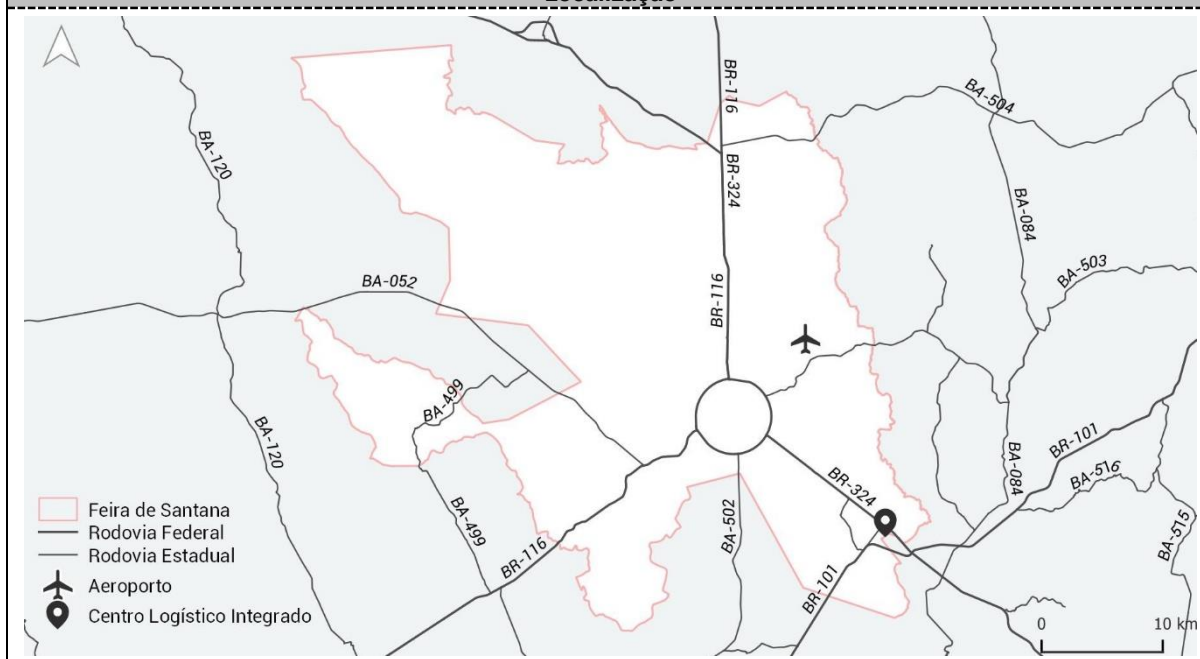 Localização
BR-116
BA-504
BA-120
BR-324
BA-084
BA-503
BA-052
BR-116
BA-499
BA-120
BR-101
BA-084
BA-516
BR-324
BA-499
BA-502
BA-515
BR-116
BR-101
Feira de Santana
Rodovia Federal
Rodovia Estadual
Aeroporto
Centro Logístico Integrado
0 10 km